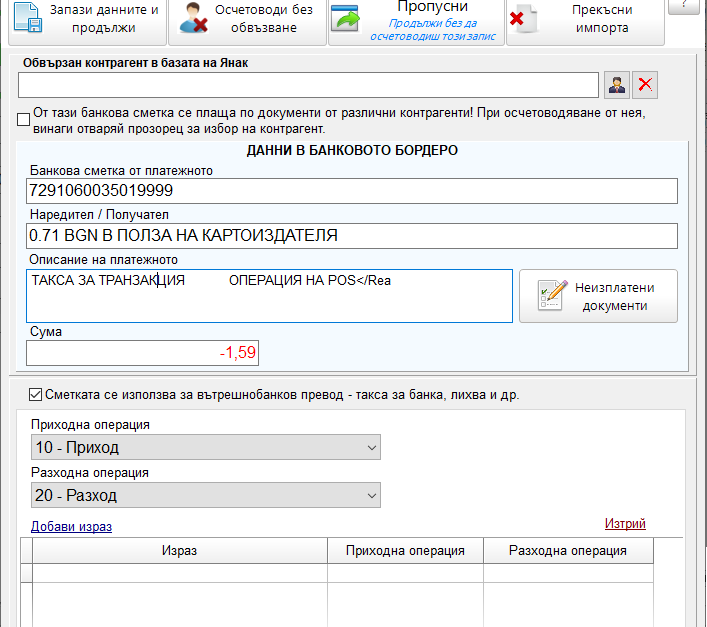 Запази данните и
продължи
Осчетоводи без
обвързване
Пропусни
Продължи без да
осчетоводиш този запис
Прекъсни
импорта
?
Обвързан контрагент в базата на Янак
От тази банкова сметка се плаща по документи от различни контрагенти! При осчетоводяване от нея,
винаги отваряй прозорец за избор на контрагент.
ДАННИ В БАНКОВОТО БОРДЕРО
Банкова сметка от платежното
7291060035019999
Наредител / Получател
0.71 BGN В ПОЛЗА НА КАРТОИЗДАТЕЛЯ
Описание на платежното
ТАКСА ЗА ТРАНЗАКЦИЯ ОПЕРАЦИЯ НА POS</Rea
Неизплатени
документи
Сума
-1,59
Сметката се използва за вътрешнобанков превод - такса за банка, лихва и др.
Приходна операция
10 - Приход
Разходна операция
20 - Разход
Добави израз
Изтрий
Израз Приходна операция Разходна операция